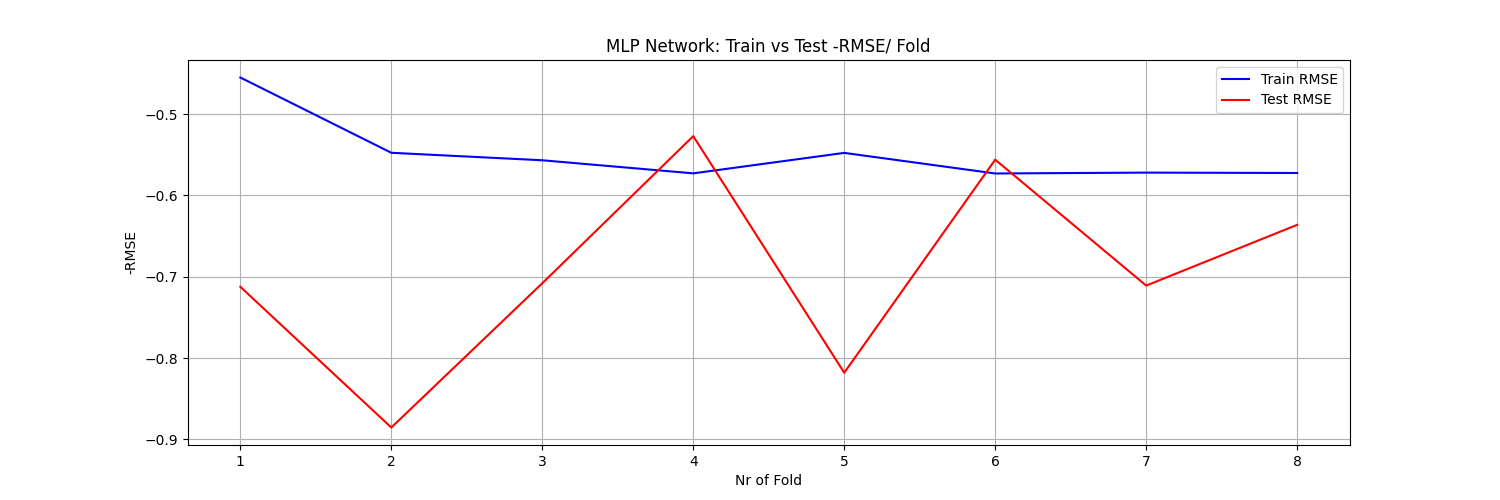 MLP Network: Train vs Test -RMSE/ Fold
Train RMSE
Test RMSE
−0.5
−0.6
−0.7
−0.8
−0.9
-RMSE
1 2 3 4 5 6 7 8
Nr of Fold